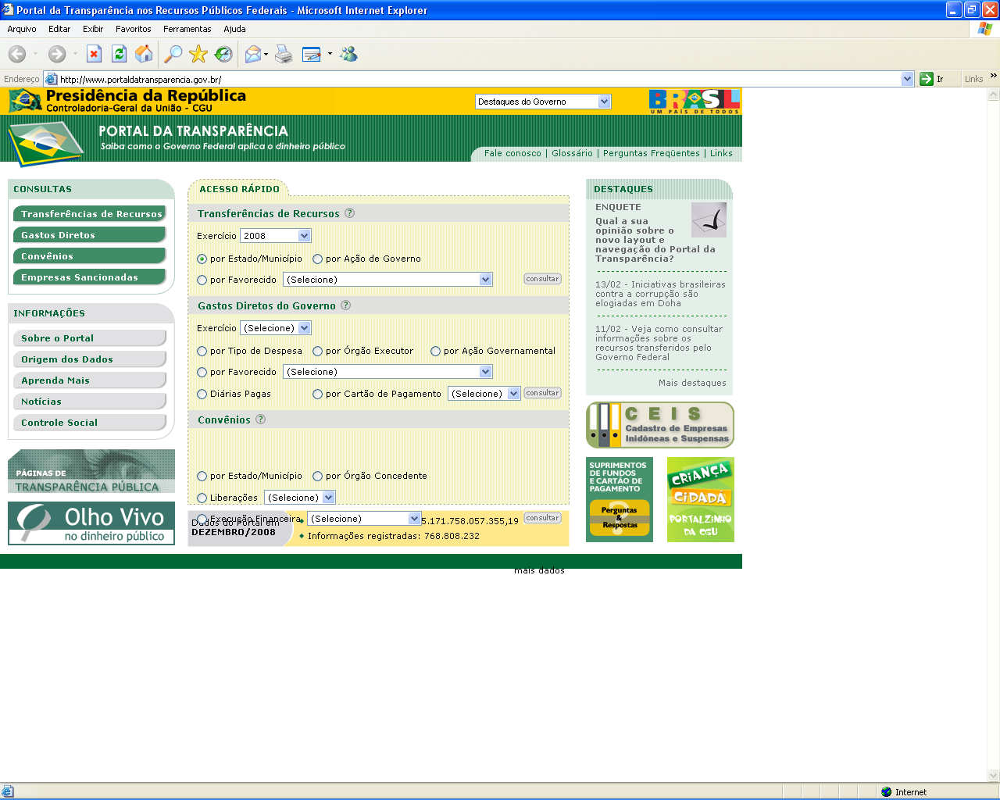 Portal da Transparência nos Recursos Públicos Federais - Microsoft Internet Explorer
Arquivo Editar Exibir Favoritos Ferramentas Ajuda
Endereço http://www.portaldatransparencia.gov.br/ Ir Links »
Presidência da República
Controladoria-Geral da União - CGU
Destaques do Governo
BRASIL
UM PAÍS DE TODOS
PORTAL DA TRANSPARÊNCIA
Saiba como o Governo Federal aplica o dinheiro público
Fale conosco | Glossário | Perguntas Freqüentes | Links
CONSULTAS
Transferências de Recursos
Gastos Diretos
Convênios
Empresas Sancionadas
INFORMAÇÕES
Sobre o Portal
Origem dos Dados
Aprenda Mais
Notícias
Controle Social
PÁGINAS DE
TRANSPARÊNCIA PÚBLICA
Olho Vivo
no dinheiro público
ACESSO RÁPIDO
Transferências de Recursos ?
Exercício 2008
por Estado/Município por Ação de Governo
por Favorecido (Selecione) consultar
Gastos Diretos do Governo ?
Exercício (Selecione)
por Tipo de Despesa por Órgão Executor por Ação Governamental
por Favorecido (Selecione)
Diárias Pagas por Cartão de Pagamento (Selecione) consultar
Convênios ?
por Estado/Município por Órgão Concedente
Liberações (Selecione)
Execução Financeira (Selecione) consultar
Dados do Portal em
DEZEMBRO/2008
5.171.758.057.355,19
Informações registradas: 768.808.232
mais dados
DESTAQUES
ENQUETE
Qual a sua
opinião sobre o
novo layout e
navegação do Portal da
Transparência?
13/02 - Iniciativas brasileiras
contra a corrupção são
elogiadas em Doha
11/02 - Veja como consultar
informações sobre os
recursos transferidos pelo
Governo Federal
Mais destaques
CEIS
Cadastro de Empresas
Inidôneas e Suspensas
SUPRIMENTOS
DE FUNDOS
E CARTÃO DE
PAGAMENTO
Perguntas
&
Respostas
CRIANÇA
CIDADÃ
PORTALZINHO
DA CGU
Internet